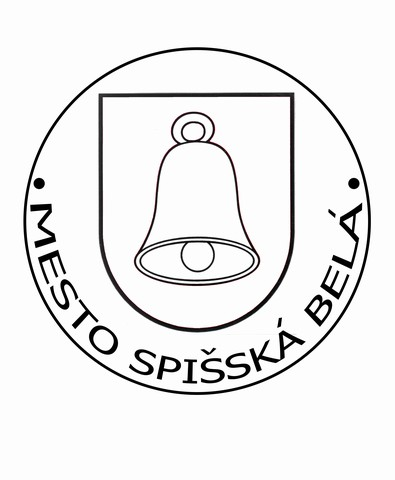 • MESTO SPIŠSKÁ BELÁ •